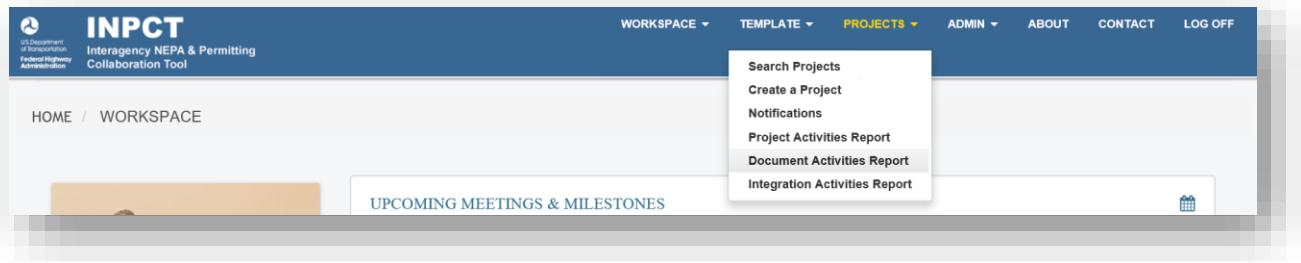 U.S. Department
of Transportation
Federal Highway
Administration
INPCT
Interagency NEPA & Permitting
Collaboration Tool
WORKSPACE
TEMPLATE
PROJECTS
ADMIN
ABOUT
CONTACT
LOG OFF
Search Projects
Create a Project
Notifications
Project Activities Report
Document Activities Report
Integration Activities Report
HOME / WORKSPACE
UPCOMING MEETINGS & MILESTONES